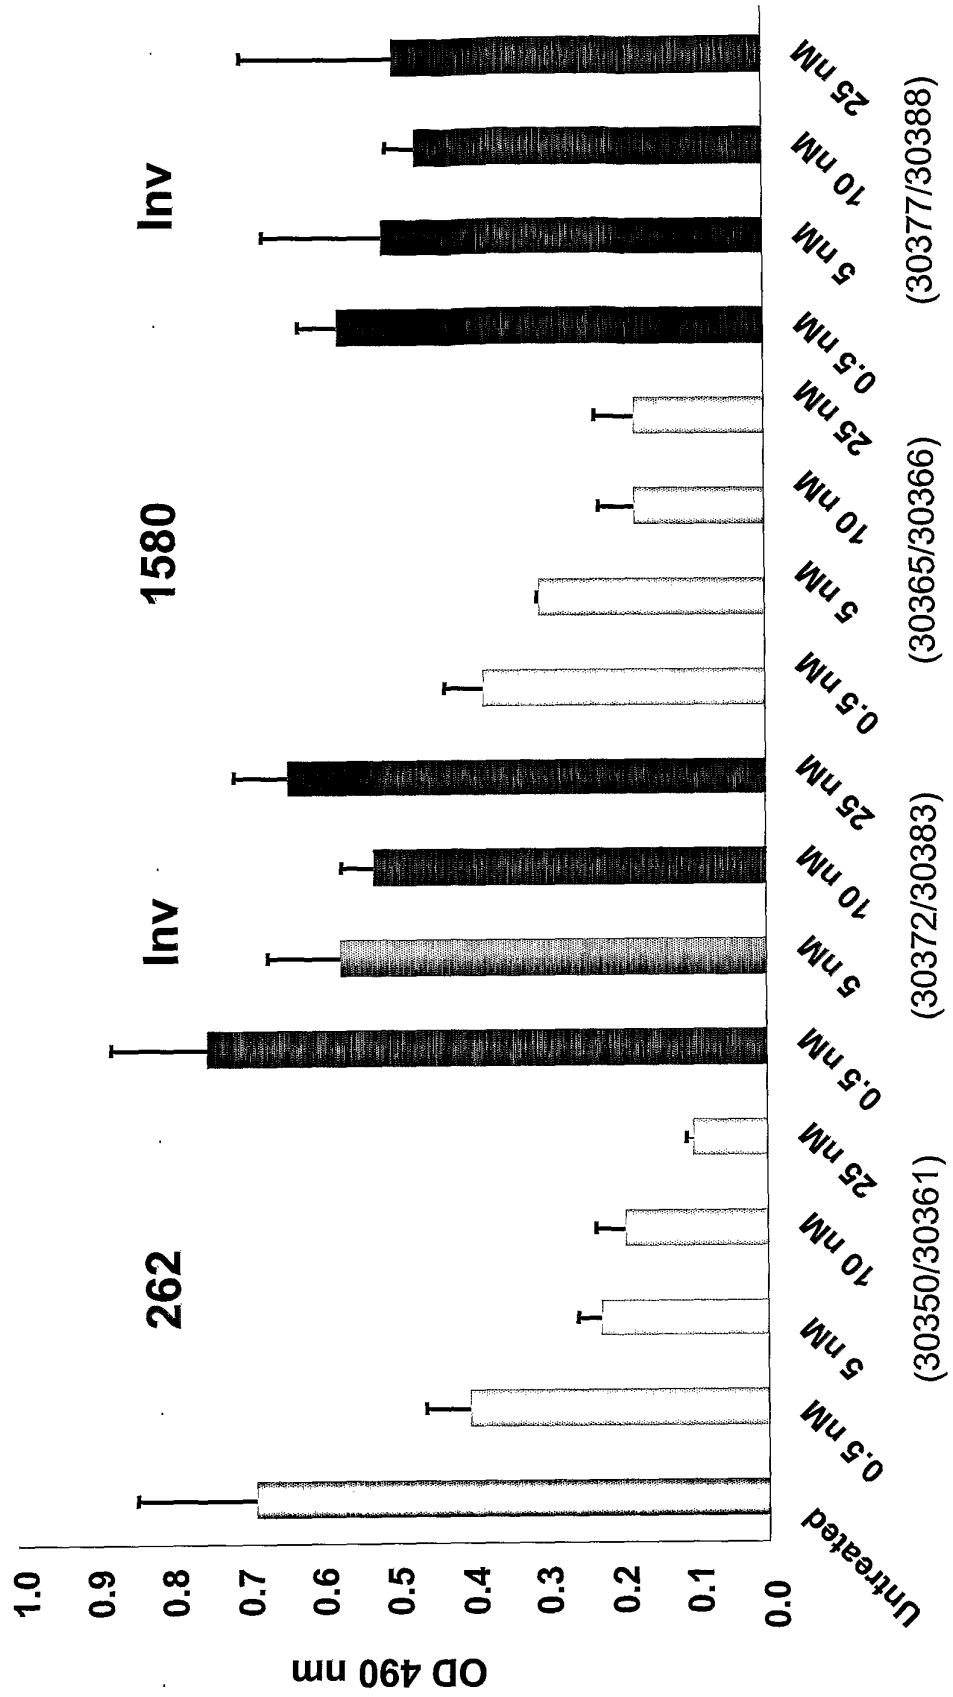 262
Inv
1580
Inv
OD 490 nm
1.0
0.9
0.8
0.7
0.6
0.5
0.4
0.3
0.2
0.1
0.0
Untreated
0.5 nM
5 nM
10 nM
25 nM
0.5 nM
5 nM
10 nM
25 nM
0.5 nM
5 nM
10 nM
25 nM
0.5 nM
5 nM
10 nM
25 nM
(30350/30361)
(30372/30383)
(30365/30366)
(30377/30388)